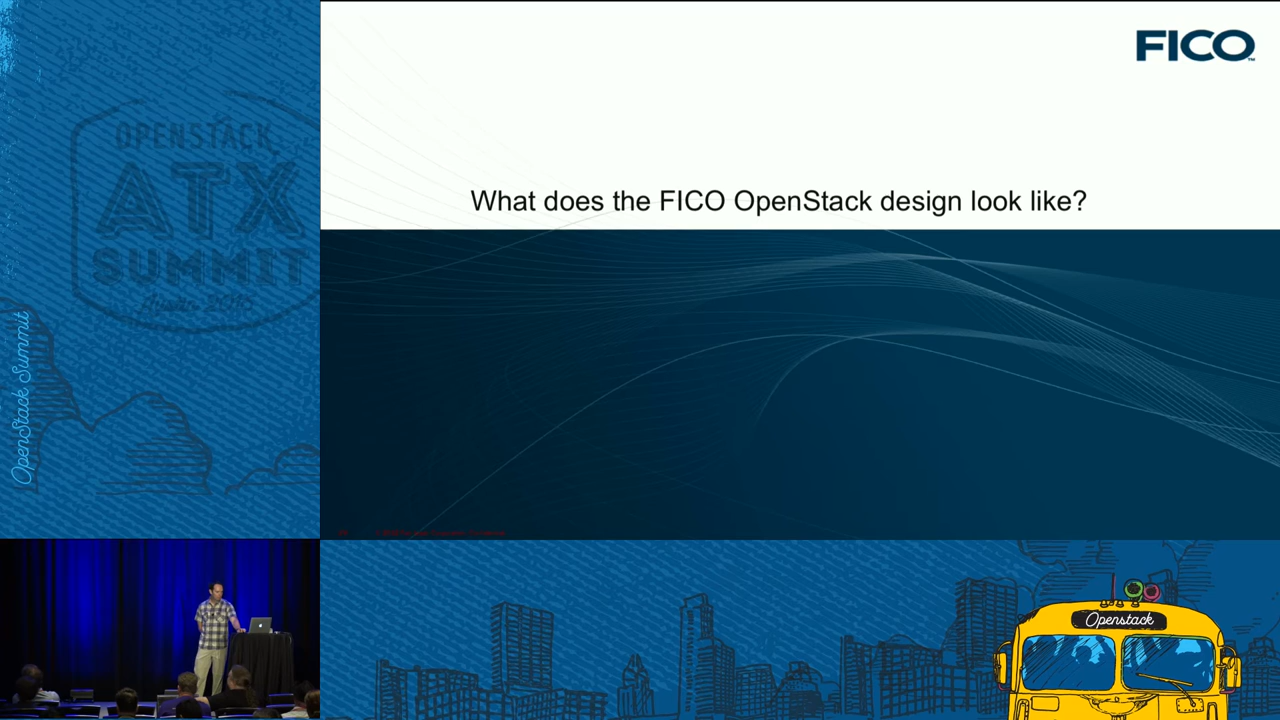 FICO
What does the FICO OpenStack design look like?
OPENSTACK
ATX
SUMMIT
OpenStack Summit
Openstack